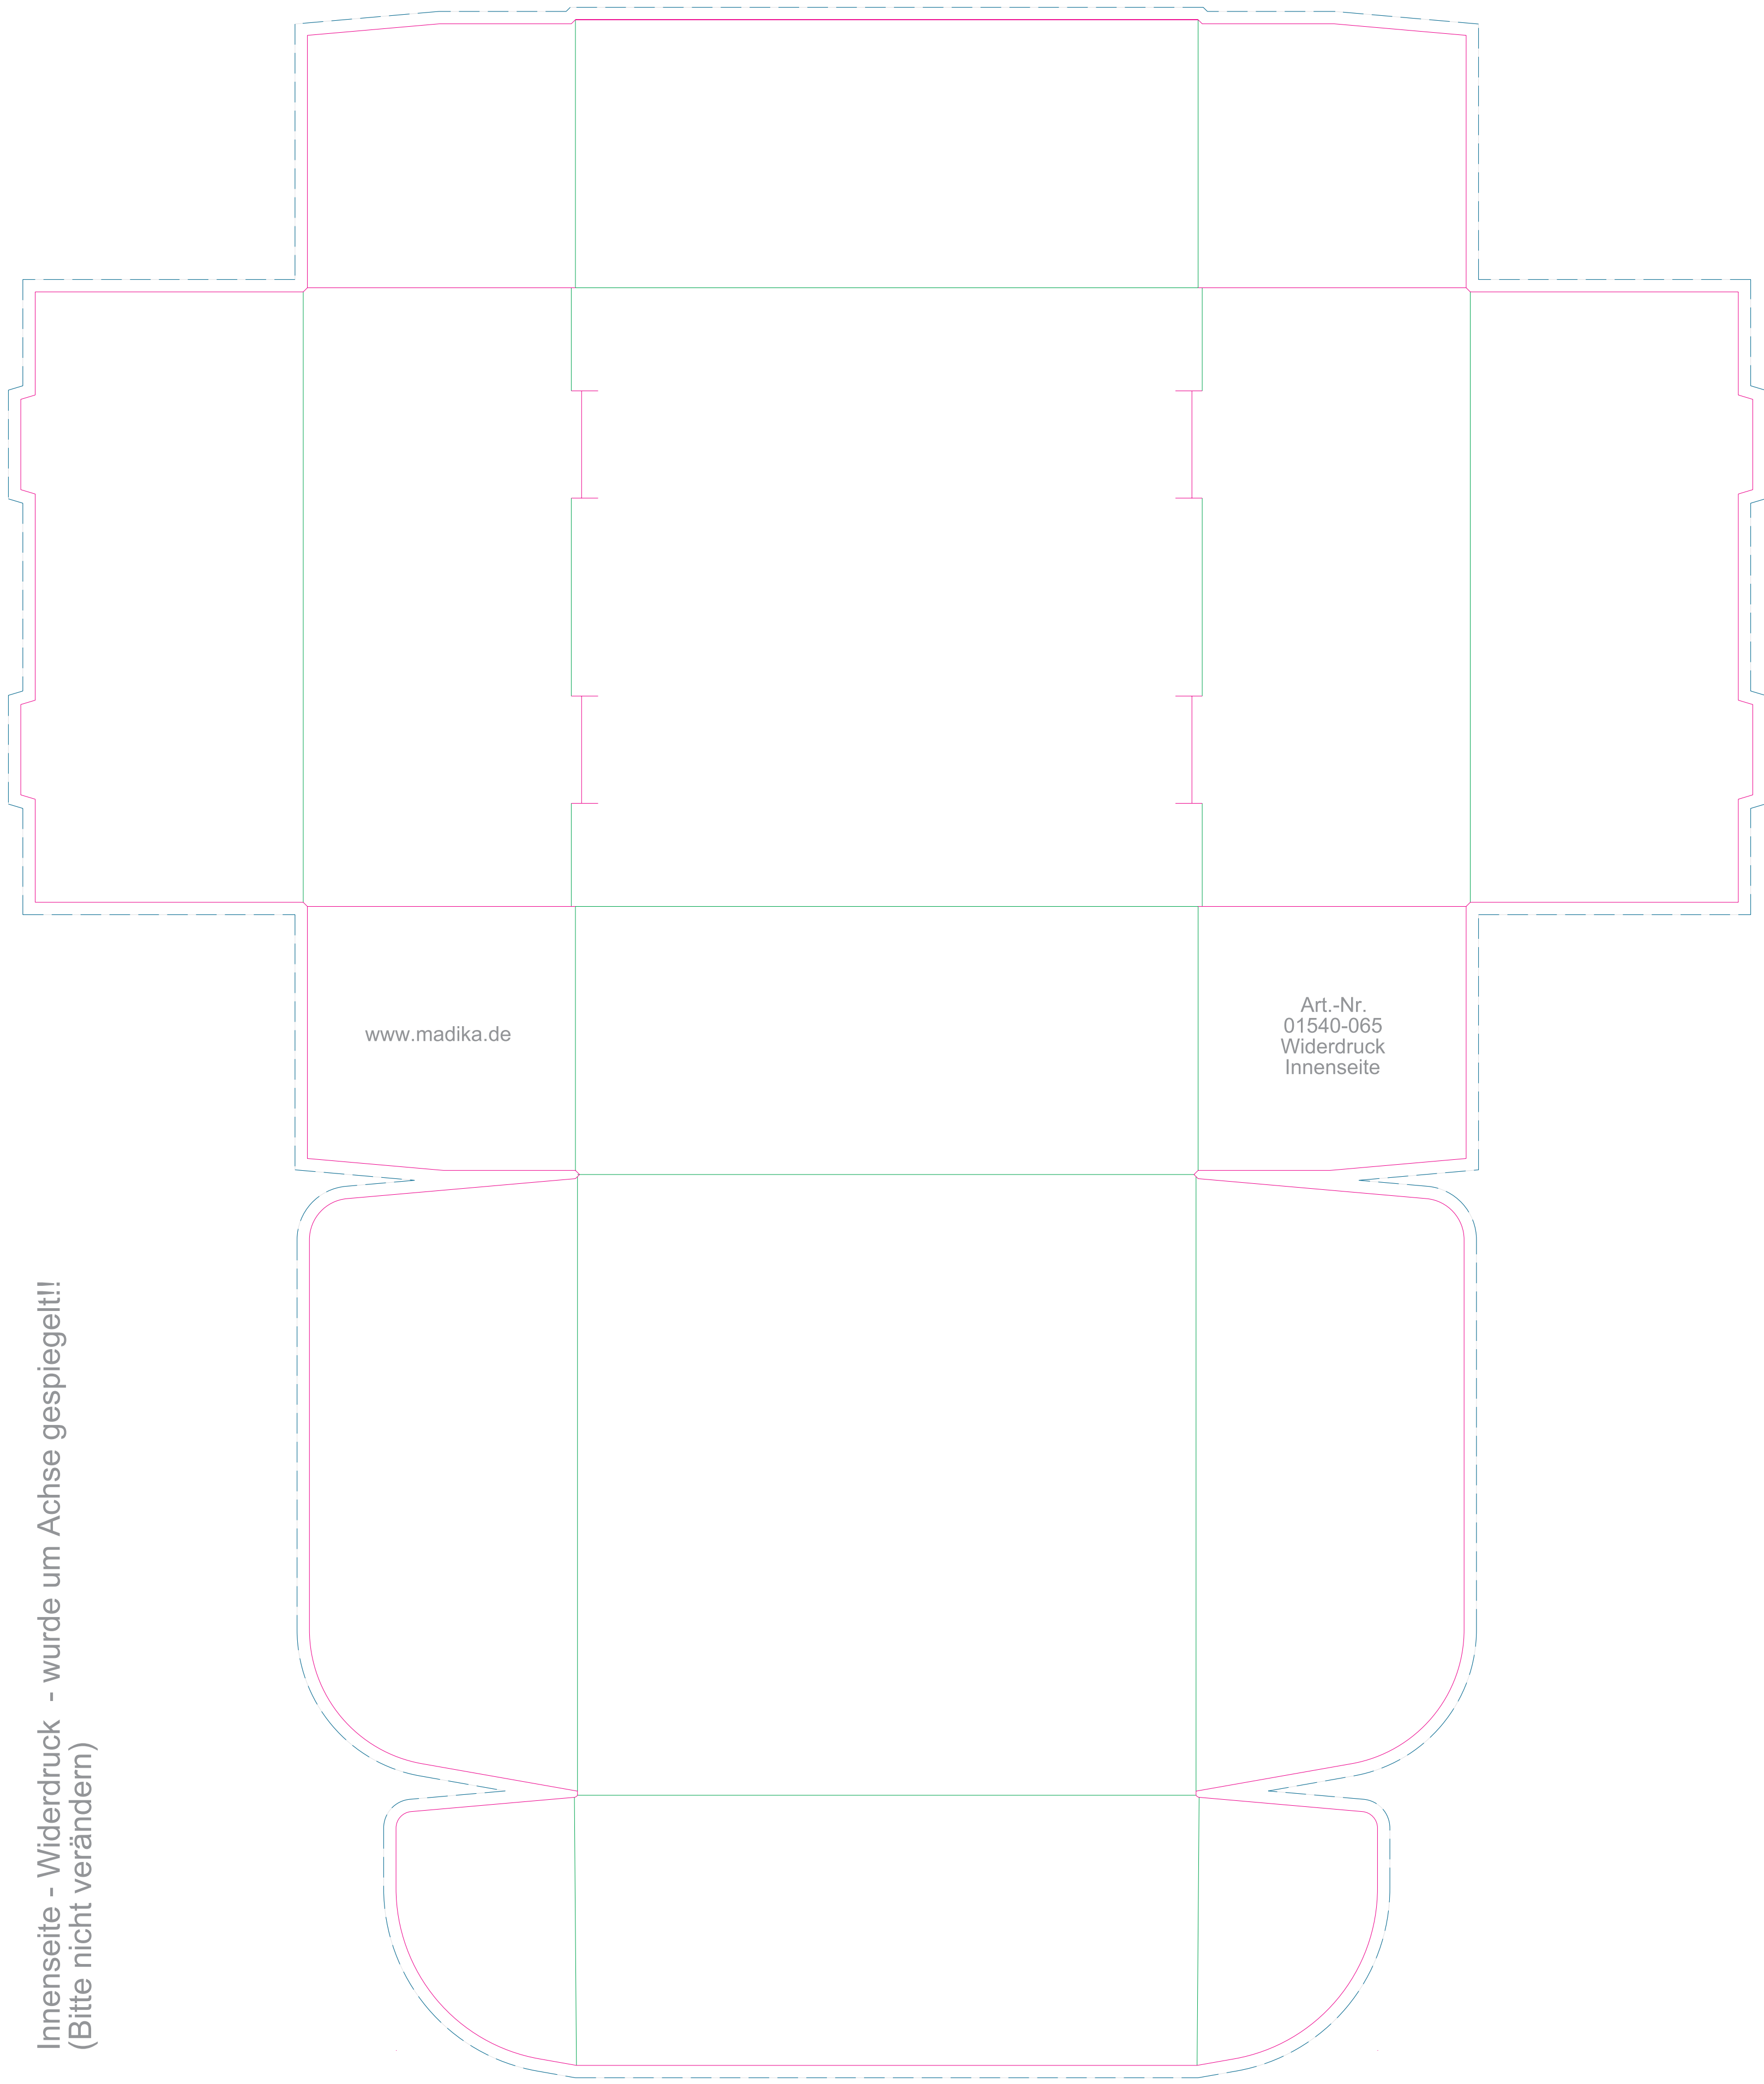 www.madika.de
Art.-Nr.
01540-065
Widerdruck
Innenseite
Innenseite - Widerdruck - wurde um Achse gespiegelt!!!
(Bitte nicht verändern)